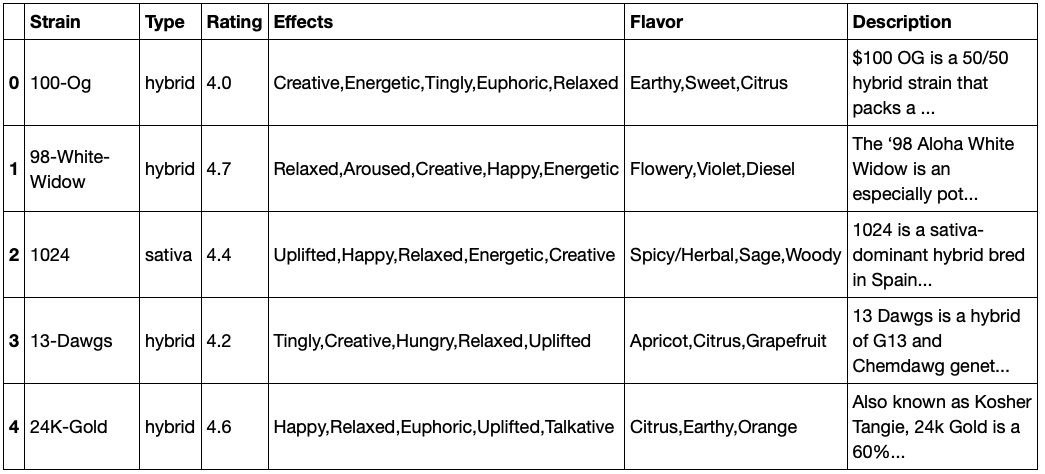 Strain Type Rating Effects Flavor Description
0 100-Og hybrid 4.0 Creative,Energetic,Tingly,Euphoric,Relaxed Earthy,Sweet,Citrus $100 OG is a 50/50
hybrid strain that
packs a ...
1 98-White-
Widow hybrid 4.7 Relaxed,Aroused,Creative,Happy,Energetic Flowery,Violet,Diesel The ‘98 Aloha White
Widow is an
especially pot...
2 1024 sativa 4.4 Uplifted,Happy,Relaxed,Energetic,Creative Spicy/Herbal,Sage,Woody 1024 is a sativa-
dominant hybrid bred
in Spain...
3 13-Dawgs hybrid 4.2 Tingly,Creative,Hungry,Relaxed,Uplifted Apricot,Citrus,Grapefruit 13 Dawgs is a hybrid
of G13 and
Chemdawg genet...
4 24K-Gold hybrid 4.6 Happy,Relaxed,Euphoric,Uplifted,Talkative Citrus,Earthy,Orange Also known as Kosher
Tangie, 24k Gold is a
60%...